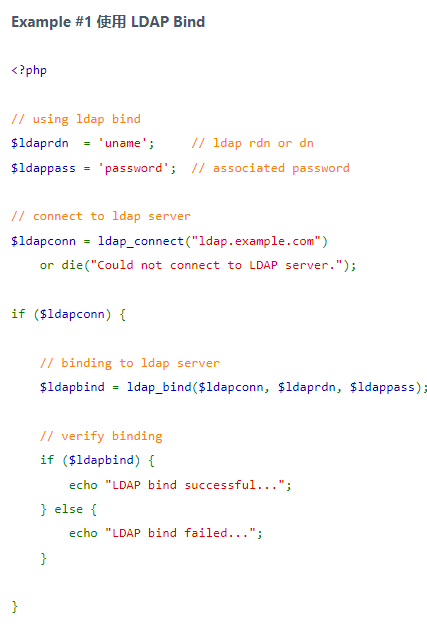 Example #1 使用 LDAP Bind
<?php
// using ldap bind
$ldaprdn  = 'uname';     // ldap rdn or dn
$ldappass = 'password';  // associated password
// connect to ldap server
$ldapconn = ldap_connect("ldap.example.com")
    or die("Could not connect to LDAP server.");
if ($ldapconn) {
    // binding to ldap server
    $ldapbind = ldap_bind($ldapconn, $ldaprdn, $ldappass);
    // verify binding
    if ($ldapbind) {
        echo "LDAP bind successful...";
    } else {
        echo "LDAP bind failed...";
    }
}